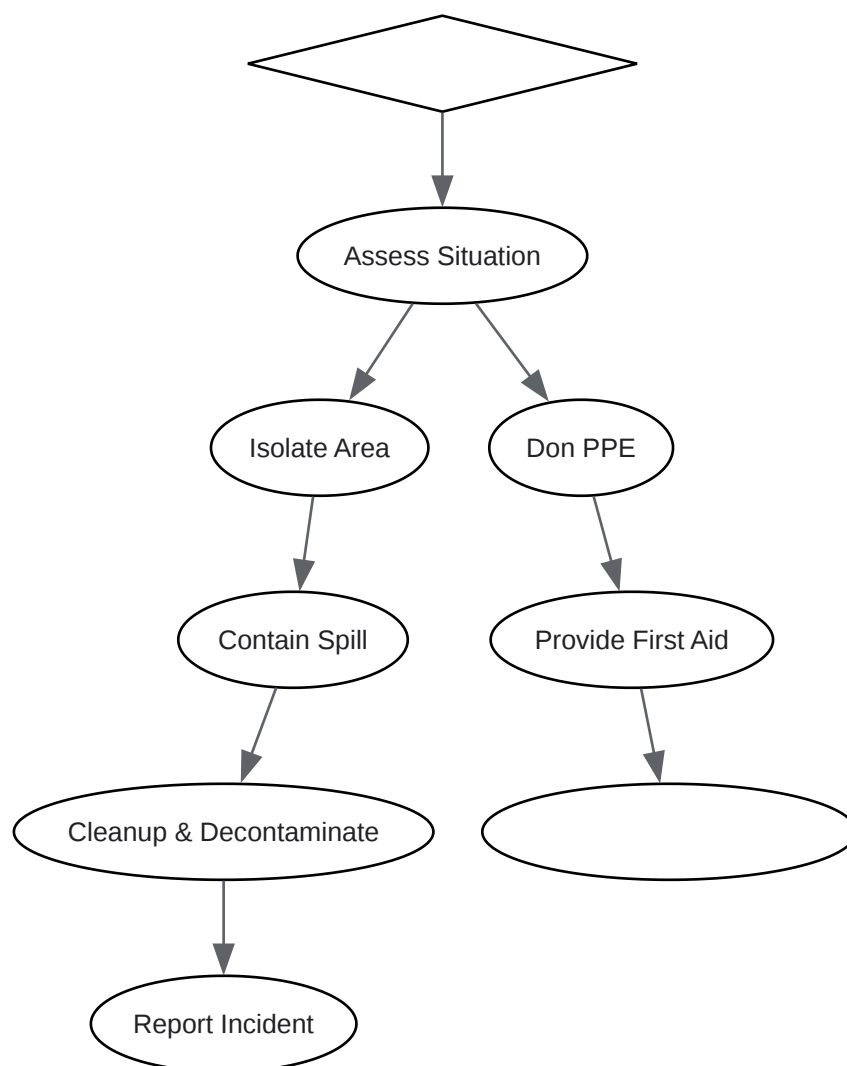 Assess Situation
Isolate Area
Don PPE
Contain Spill
Provide First Aid
Cleanup & Decontaminate
Report Incident